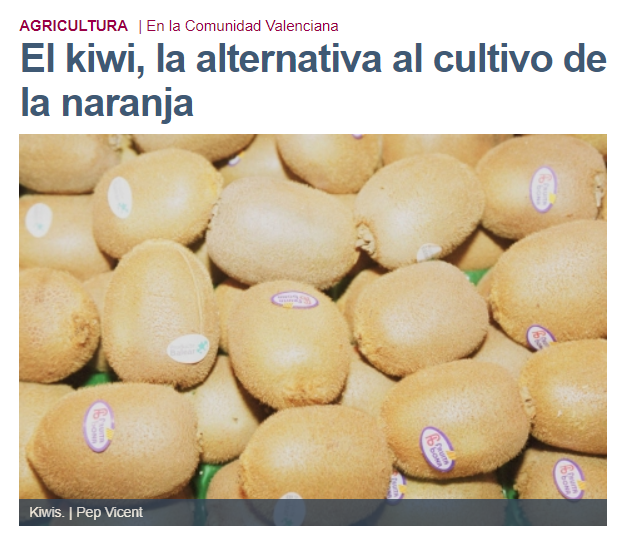 AGRICULTURA | En la Comunidad Valenciana
El kiwi, la alternativa al cultivo de
la naranja
Kiwis. | Pep Vicent